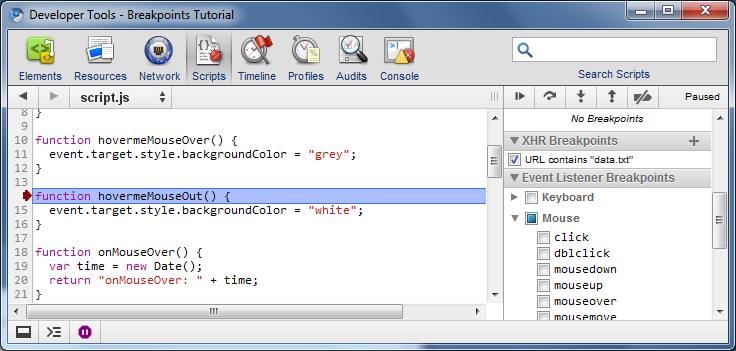 Developer Tools - Breakpoints Tutorial
Elements Resources Network Scripts Timeline Profiles Audits Console
Search Scripts
script.js
Paused
8 }
9
10 function hovermeMouseOver() {
11 event.target.style.backgroundColor = "grey";
12 }
13
function hovermeMouseOut() {
15 event.target.style.backgroundColor = "white";
16 }
17
18 function onMouseOver() {
19 var time = new Date();
20 return "onMouseOver: " + time;
21 }
No Breakpoints
XHR Breakpoints
URL contains "data.txt"
Event Listener Breakpoints
Keyboard
Mouse
click
dblclick
mousedown
mouseup
mouseover
mousemove